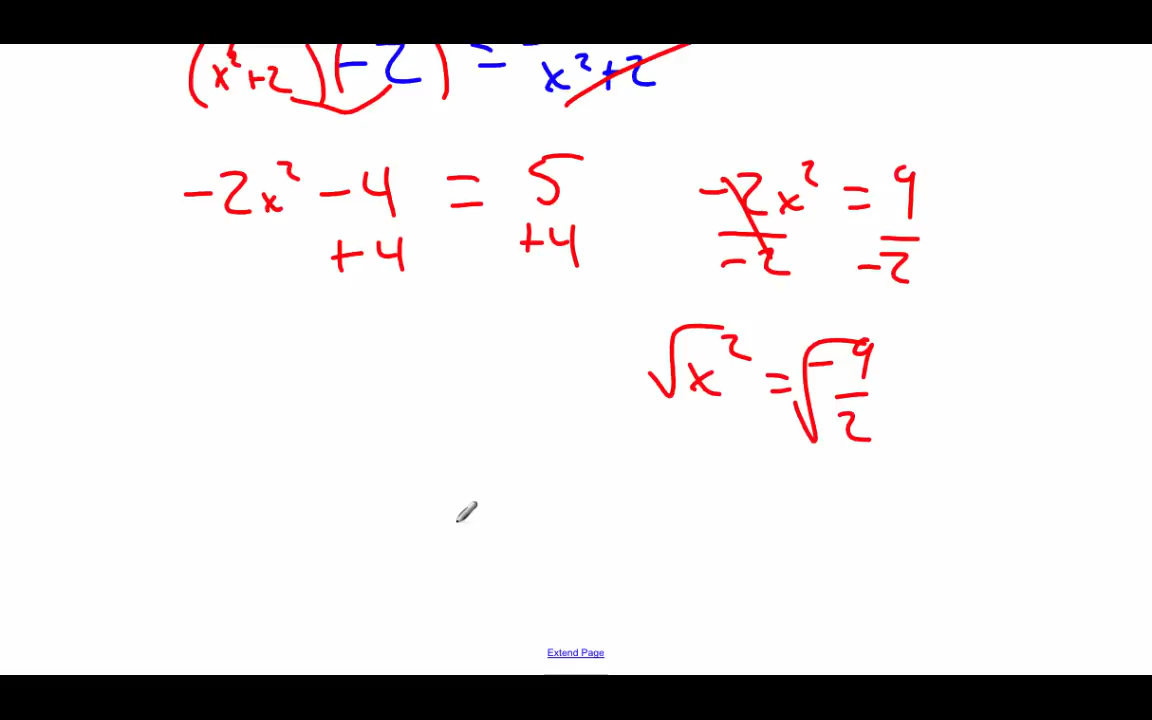 (x²+2)(-2) = x²+2
-2x² - 4 = 5
+4 +4
-2x² = 9
-2 -2
√x² = √-9/2
Extend Page